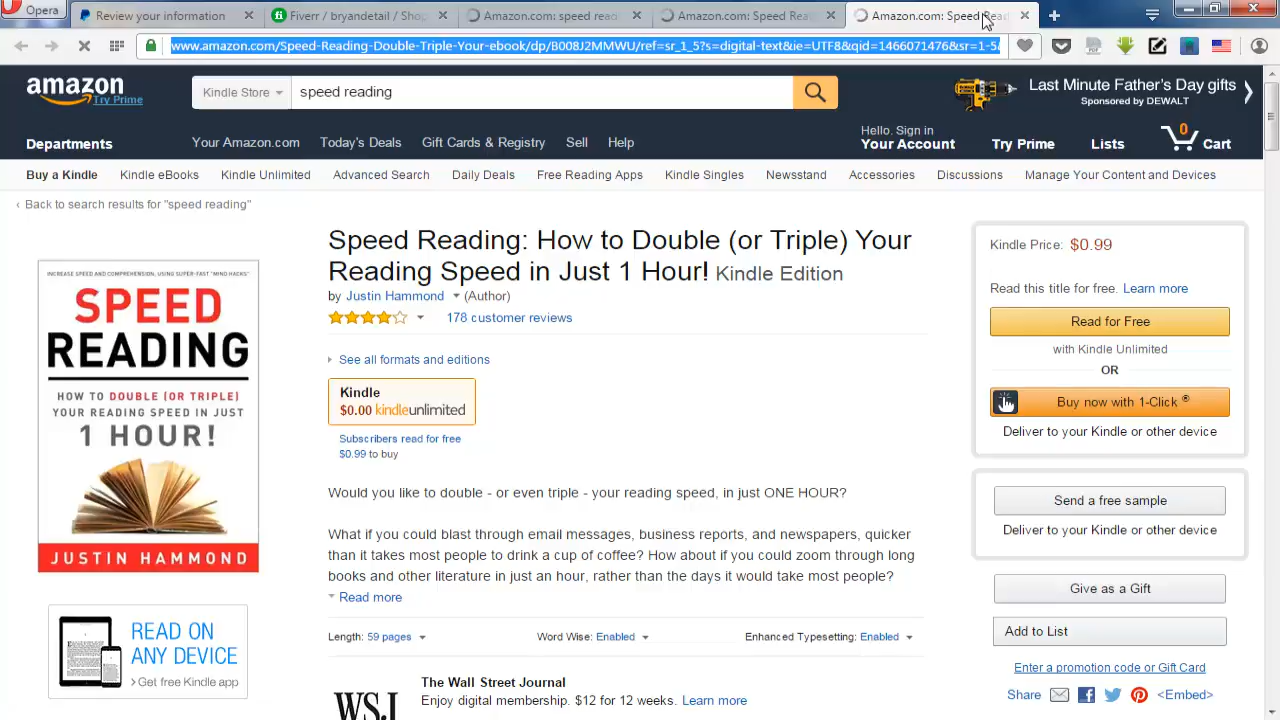 Opera
Review your information
Fiverr / bryandetail / Shop
Amazon.com: speed read
Amazon.com: Speed Rea
Amazon.com: Speed Read
www.amazon.com/Speed-Reading-Double-Triple-Your-ebook/dp/B008J2MMWU/ref=sr_1_5?s=digital-text&ie=UTF8&qid=1466071476&sr=1-5&
amazon
Try Prime
Kindle Store
speed reading
Last Minute Father's Day gifts
Sponsored by DEWALT
Departments
Your Amazon.com
Today's Deals
Gift Cards & Registry
Sell
Help
Hello. Sign in
Your Account
Try Prime
Lists
0
Cart
Buy a Kindle
Kindle eBooks
Kindle Unlimited
Advanced Search
Daily Deals
Free Reading Apps
Kindle Singles
Newsstand
Accessories
Discussions
Manage Your Content and Devices
‹ Back to search results for "speed reading"
INCREASE SPEED AND COMPREHENSION, USING SUPER-FAST "MIND HACKS"
SPEED
READING
HOW TO DOUBLE (OR TRIPLE)
YOUR READING SPEED IN JUST
1 HOUR!
JUSTIN HAMMOND
READ ON
ANY DEVICE
› Get free Kindle app
Speed Reading: How to Double (or Triple) Your
Reading Speed in Just 1 Hour! Kindle Edition
by Justin Hammond (Author)
178 customer reviews
See all formats and editions
Kindle
$0.00 kindleunlimited
Subscribers read for free
$0.99 to buy
Would you like to double - or even triple - your reading speed, in just ONE HOUR?
What if you could blast through email messages, business reports, and newspapers, quicker
than it takes most people to drink a cup of coffee? How about if you could zoom through long
books and other literature in just an hour, rather than the days it would take most people?
Read more
Length: 59 pages
Word Wise: Enabled
Enhanced Typesetting: Enabled
WSJ
The Wall Street Journal
Enjoy digital membership. $12 for 12 weeks. Learn more
Kindle Price: $0.99
Read this title for free. Learn more
Read for Free
with Kindle Unlimited
OR
Buy now with 1-Click ®
Deliver to your Kindle or other device
Send a free sample
Deliver to your Kindle or other device
Give as a Gift
Add to List
Enter a promotion code or Gift Card
Share
<Embed>